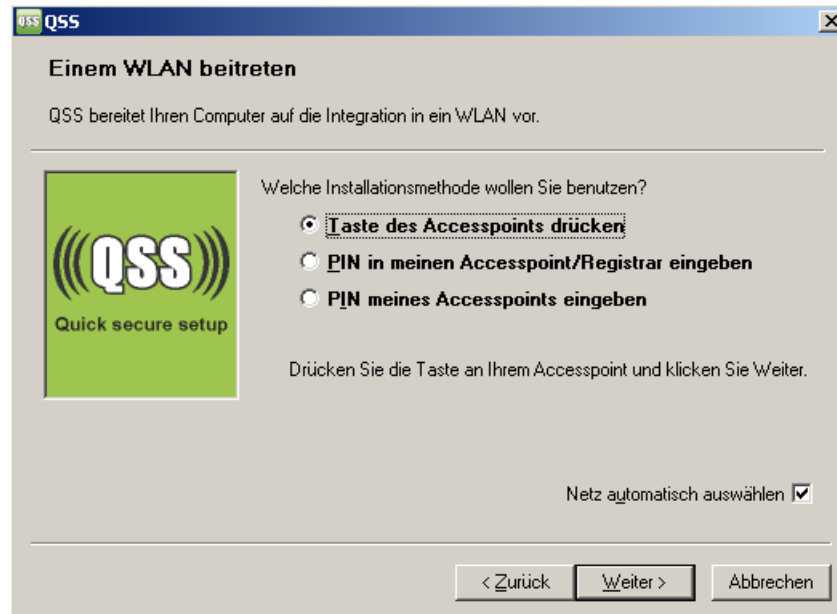 QSS QSS
Einem WLAN beitreten
QSS bereitet Ihren Computer auf die Integration in ein WLAN vor.
Welche Installationsmethode wollen Sie benutzen?
Taste des Accesspoints drücken
PIN in meinen Accesspoint/Registrar eingeben
PIN meines Accesspoints eingeben
QSS
Quick secure setup
Drücken Sie die Taste an Ihrem Accesspoint und klicken Sie Weiter.
Netz automatisch auswählen
< Zurück
Weiter >
Abbrechen